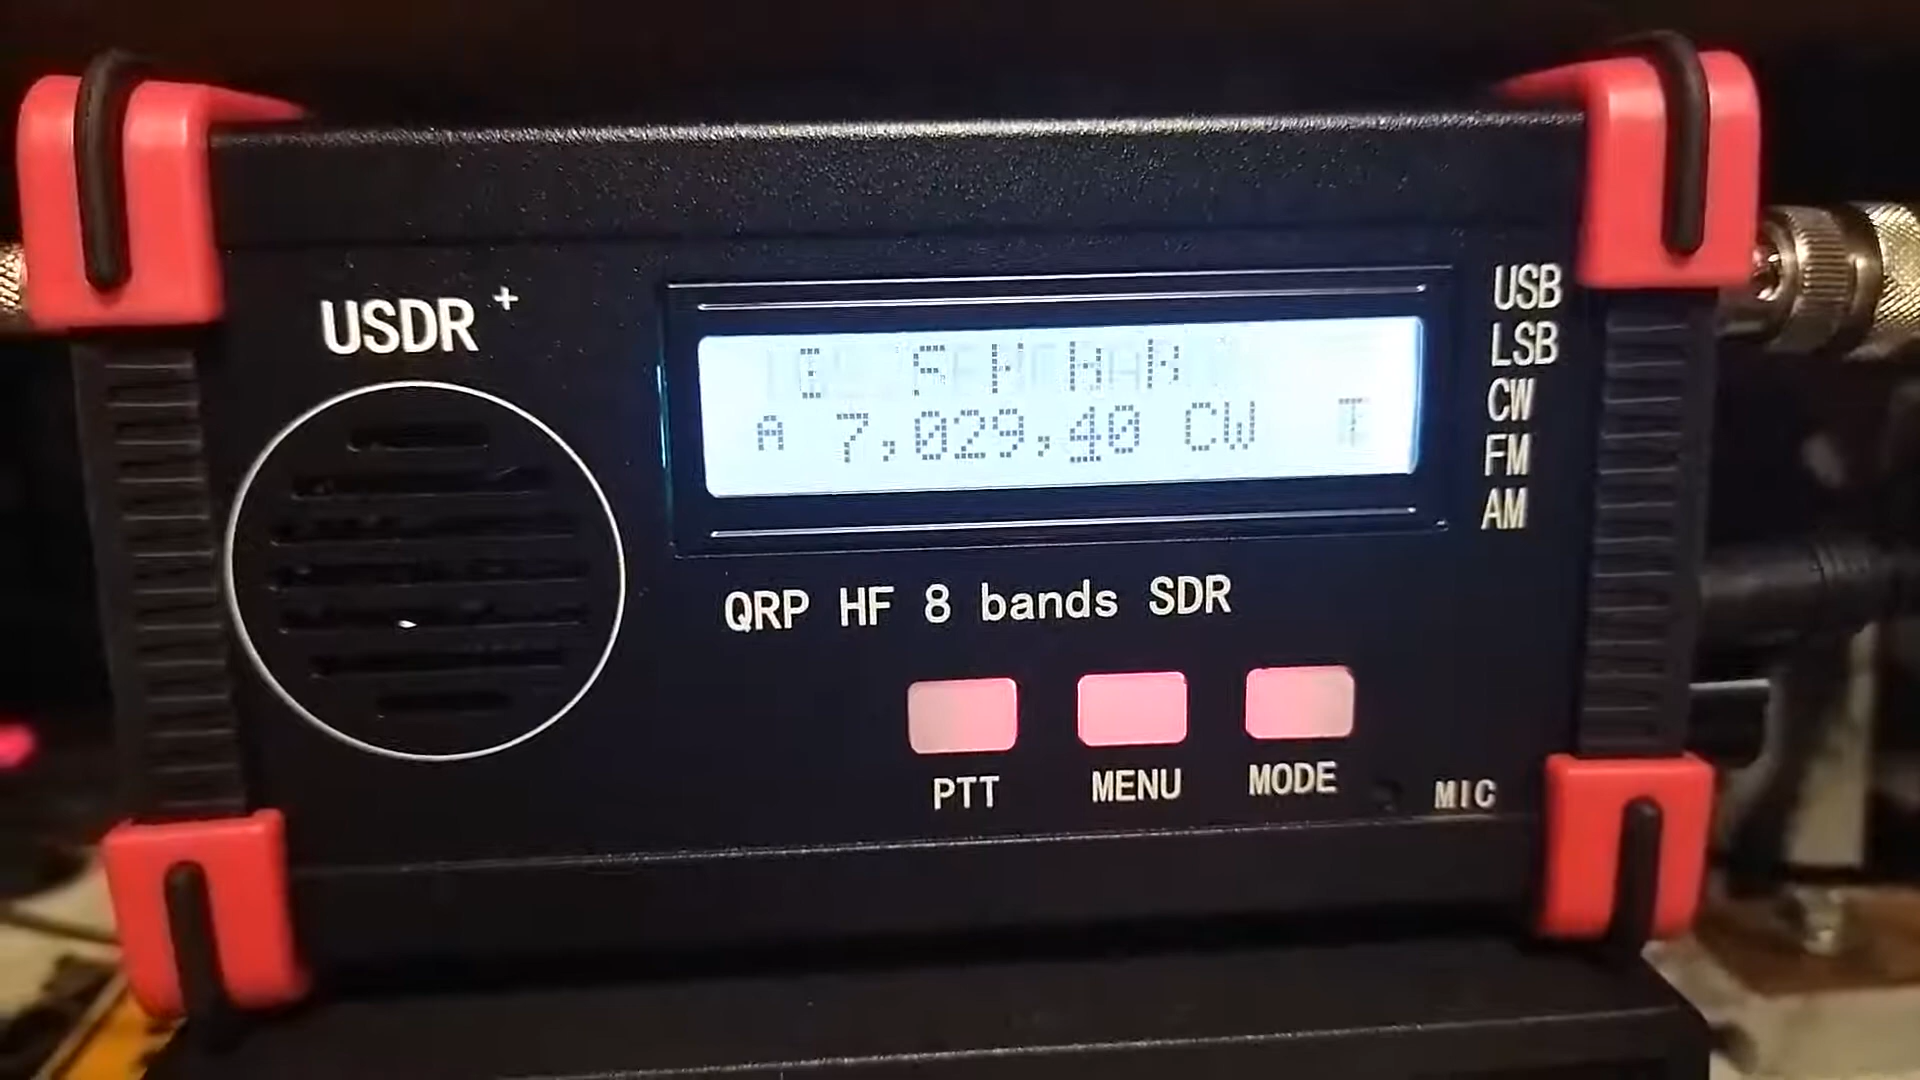 USDR+
A 7,029,40 CW
USB
LSB
CW
FM
AM
QRP HF 8 bands SDR
PTT MENU MODE MIC